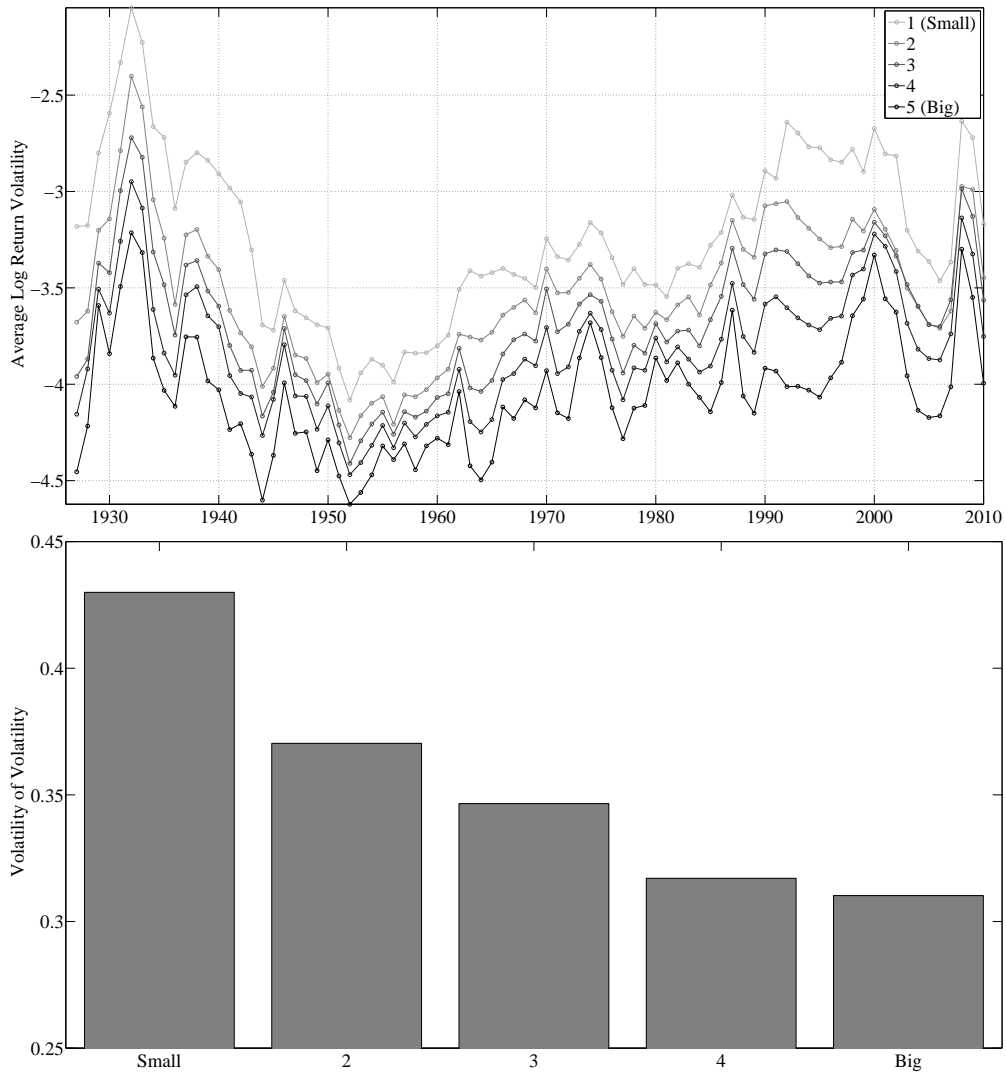 1 (Small)
2
3
4
5 (Big)
Average Log Return Volatility
−2.5
−3
−3.5
−4
−4.5
1930 1940 1950 1960 1970 1980 1990 2000 2010
Volatility of Volatility
0.45
0.4
0.35
0.3
0.25
Small 2 3 4 Big